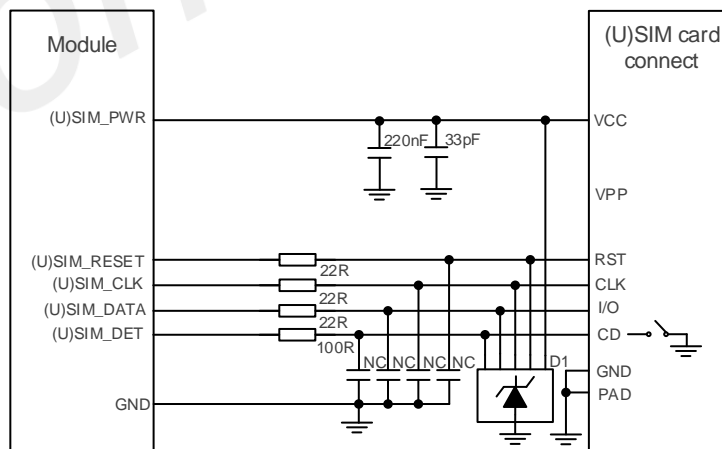 Module
(U)SIM card
connect
(U)SIM_PWR
VCC
220nF
33pF
VPP
(U)SIM_RESET
RST
22R
(U)SIM_CLK
CLK
22R
(U)SIM_DATA
I/O
22R
(U)SIM_DET
CD
100R
NC
NC
NC
NC
D1
GND
PAD
GND